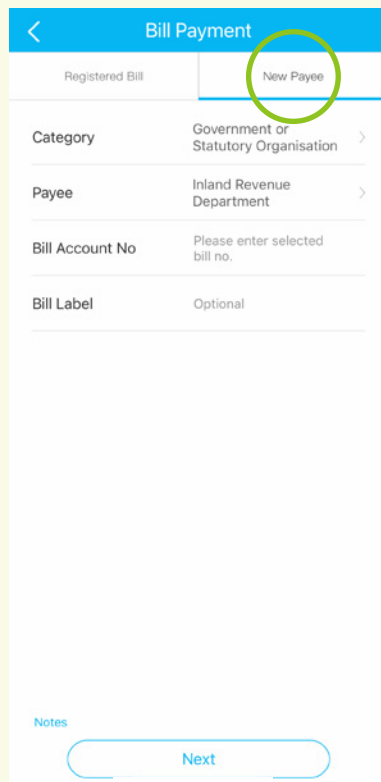 Bill Payment
Registered Bill
New Payee
Category
Government or
Statutory Organisation
Payee
Inland Revenue
Department
Bill Account No
Please enter selected
bill no.
Bill Label
Optional
Notes
Next